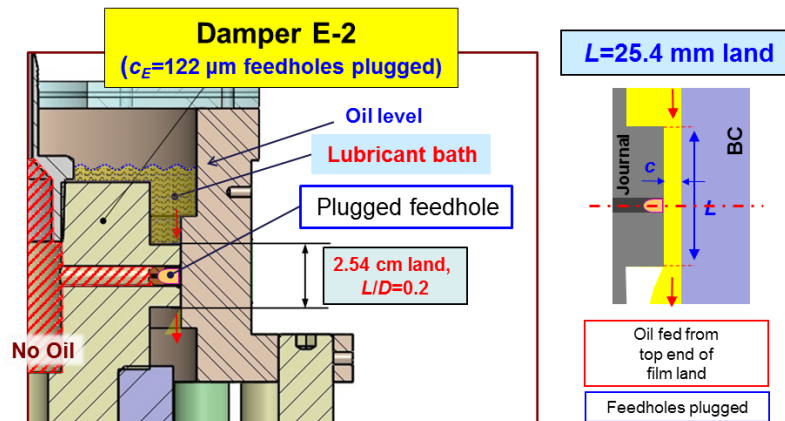 Damper E-2
(cE=122 µm feedholes plugged)
Oil level
Lubricant bath
Plugged feedhole
2.54 cm land,
L/D=0.2
No Oil
L=25.4 mm land
Journal
c
BC
L
Oil fed from
top end of
film land
Feedholes plugged